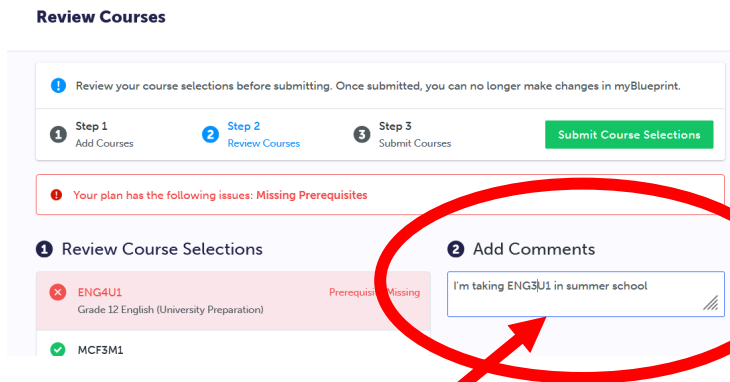 Review Courses
! Review your course selections before submitting. Once submitted, you can no longer make changes in myBlueprint.
1 Step 1
Add Courses
2 Step 2
Review Courses
3 Step 3
Submit Courses
Submit Course Selections
! Your plan has the following issues: Missing Prerequisites
1 Review Course Selections
ENG4U1
Prerequisite Missing
Grade 12 English (University Preparation)
MCF3M1
2 Add Comments
I'm taking ENG3U1 in summer school